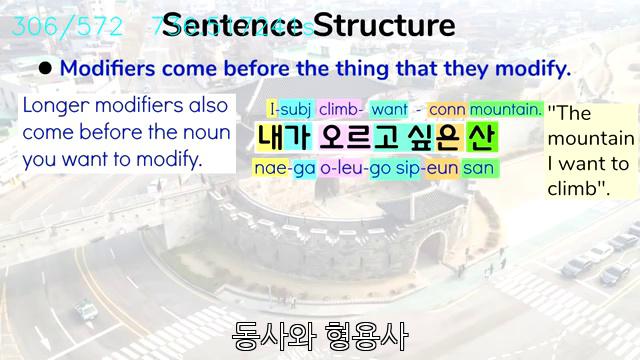 306/572
Sentence Structure
● Modifiers come before the thing that they modify.
Longer modifiers also
come before the noun
you want to modify.
I-subj climb- want - conn mountain.
내가 오르고 싶은 산
nae-ga o-leu-go sip-eun san
"The
mountain
I want to
climb".
동사와 형용사